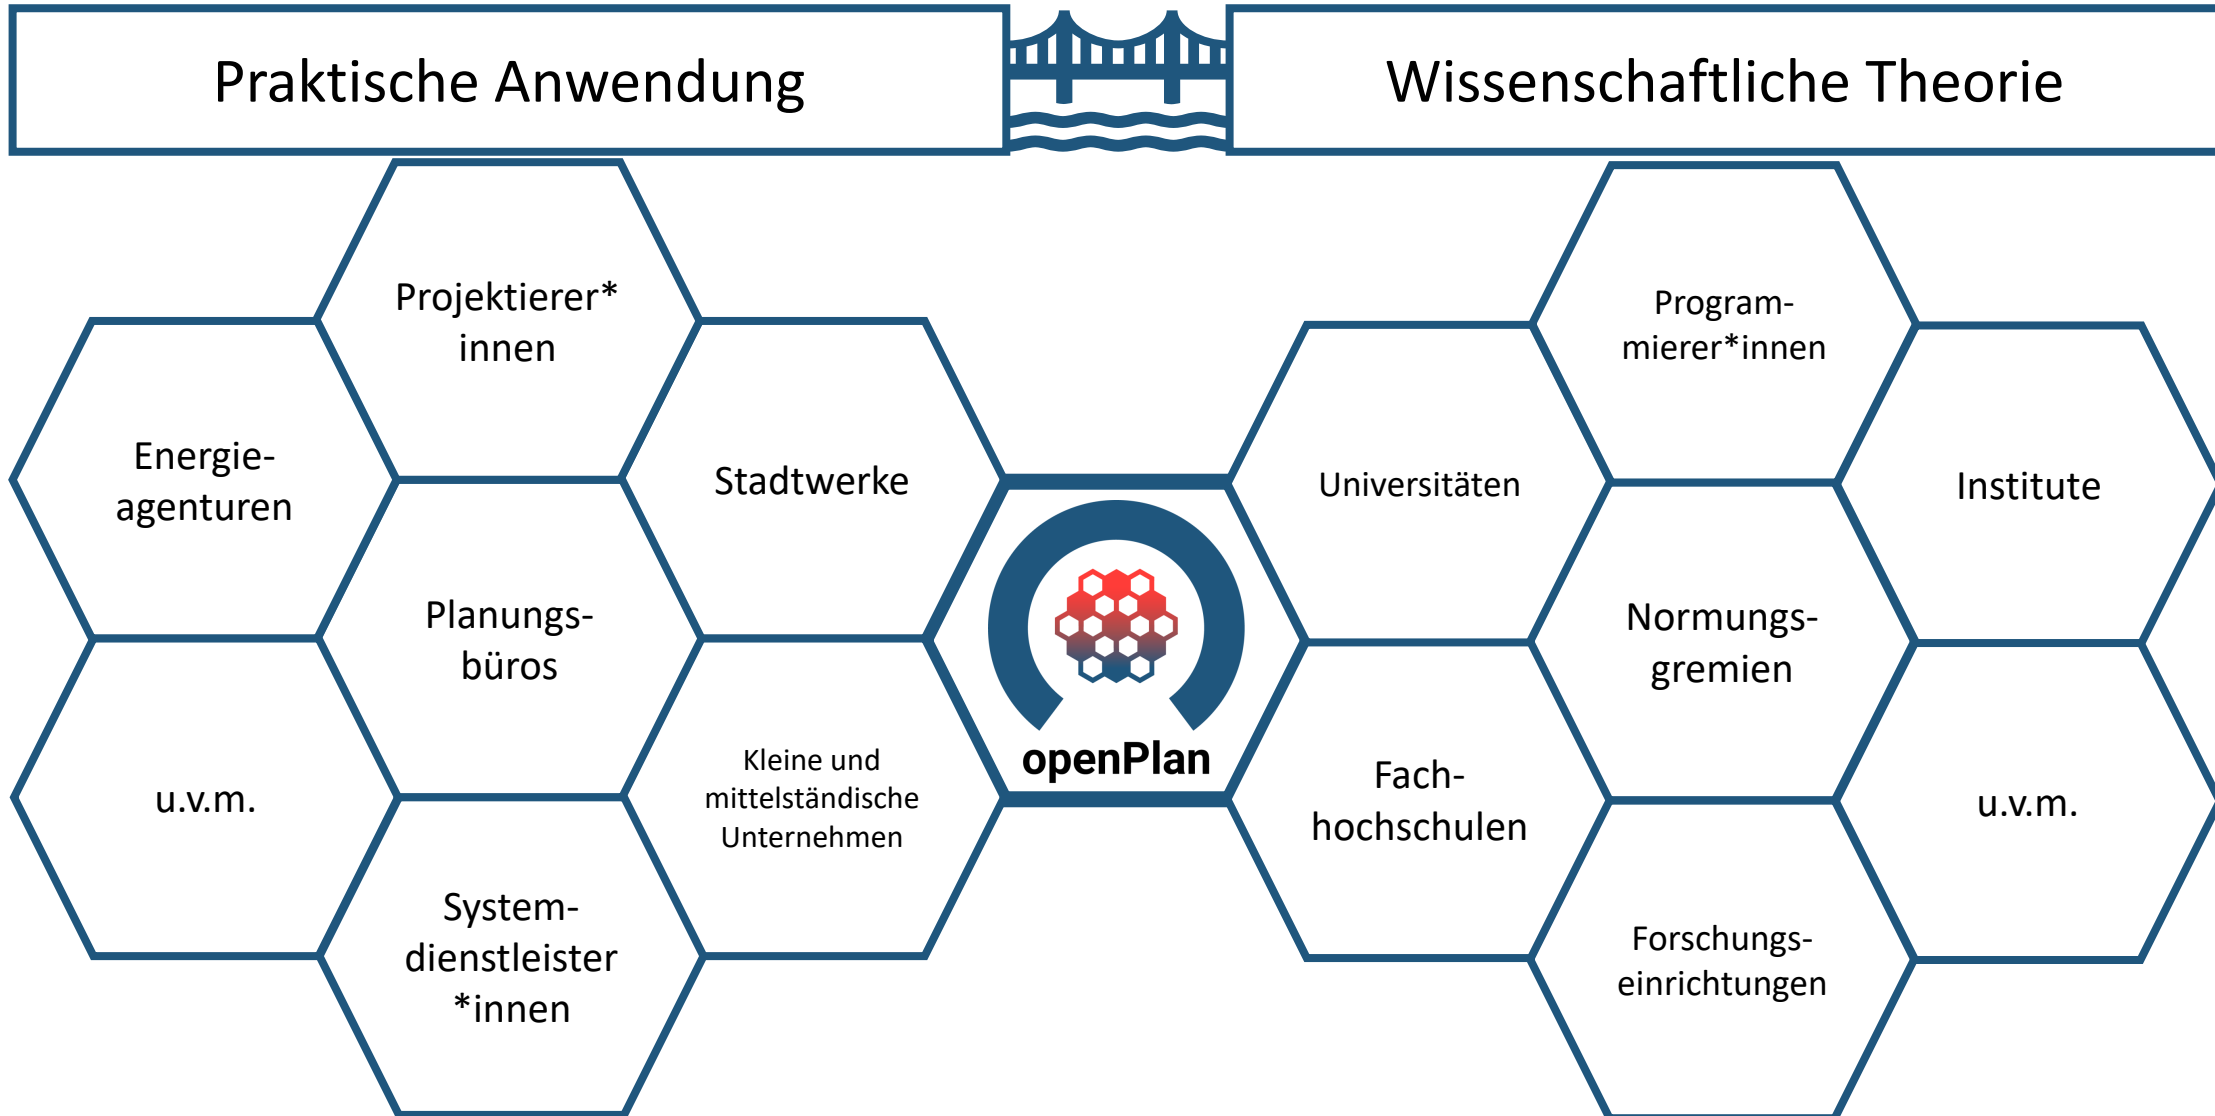 Praktische Anwendung
Wissenschaftliche Theorie
Projektierer*
innen
Energie-
agenturen
Stadtwerke
Planungs-
büros
u.v.m.
Kleine und
mittelständische
Unternehmen
System-
dienstleister
*innen
openPlan
Program-
mierer*innen
Universitäten
Institute
Normungs-
gremien
Fach-
hochschulen
u.v.m.
Forschungs-
einrichtungen